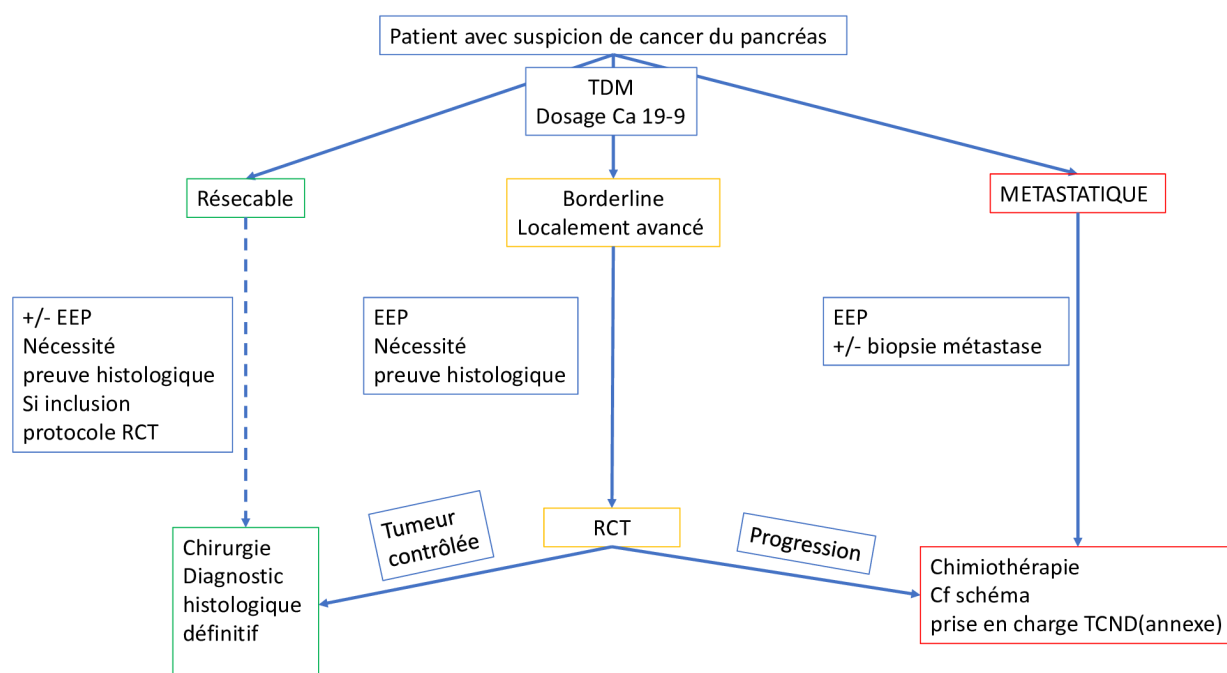 Patient avec suspicion de cancer du pancréas
TDM
Dosage Ca 19-9
Résecable
Borderline
Localement avancé
METASTATIQUE
+/- EEP
Nécessité
preuve histologique
Si inclusion
protocole RCT
EEP
Nécessité
preuve histologique
EEP
+/- biopsie métastase
Tumeur
contrôlée
RCT
Progression
Chirurgie
Diagnostic
histologique
définitif
Chimiothérapie
Cf schéma
prise en charge TCND(annexe)